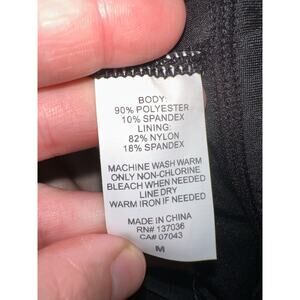 BODY:
90% POLYESTER
10% SPANDEX
LINING:
82% NYLON
18% SPANDEX
MACHINE WASH WARM
ONLY NON-CHLORINE
BLEACH WHEN NEEDED
LINE DRY
WARM IRON IF NEEDED
MADE IN CHINA
RN# 137036
CA# 07043
M